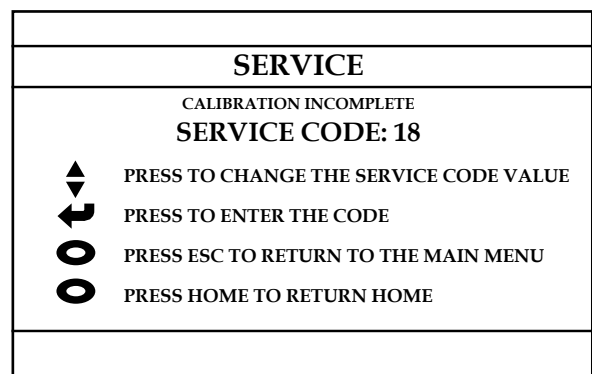 SERVICE
CALIBRATION INCOMPLETE
SERVICE CODE: 18
PRESS TO CHANGE THE SERVICE CODE VALUE
PRESS TO ENTER THE CODE
PRESS ESC TO RETURN TO THE MAIN MENU
PRESS HOME TO RETURN HOME